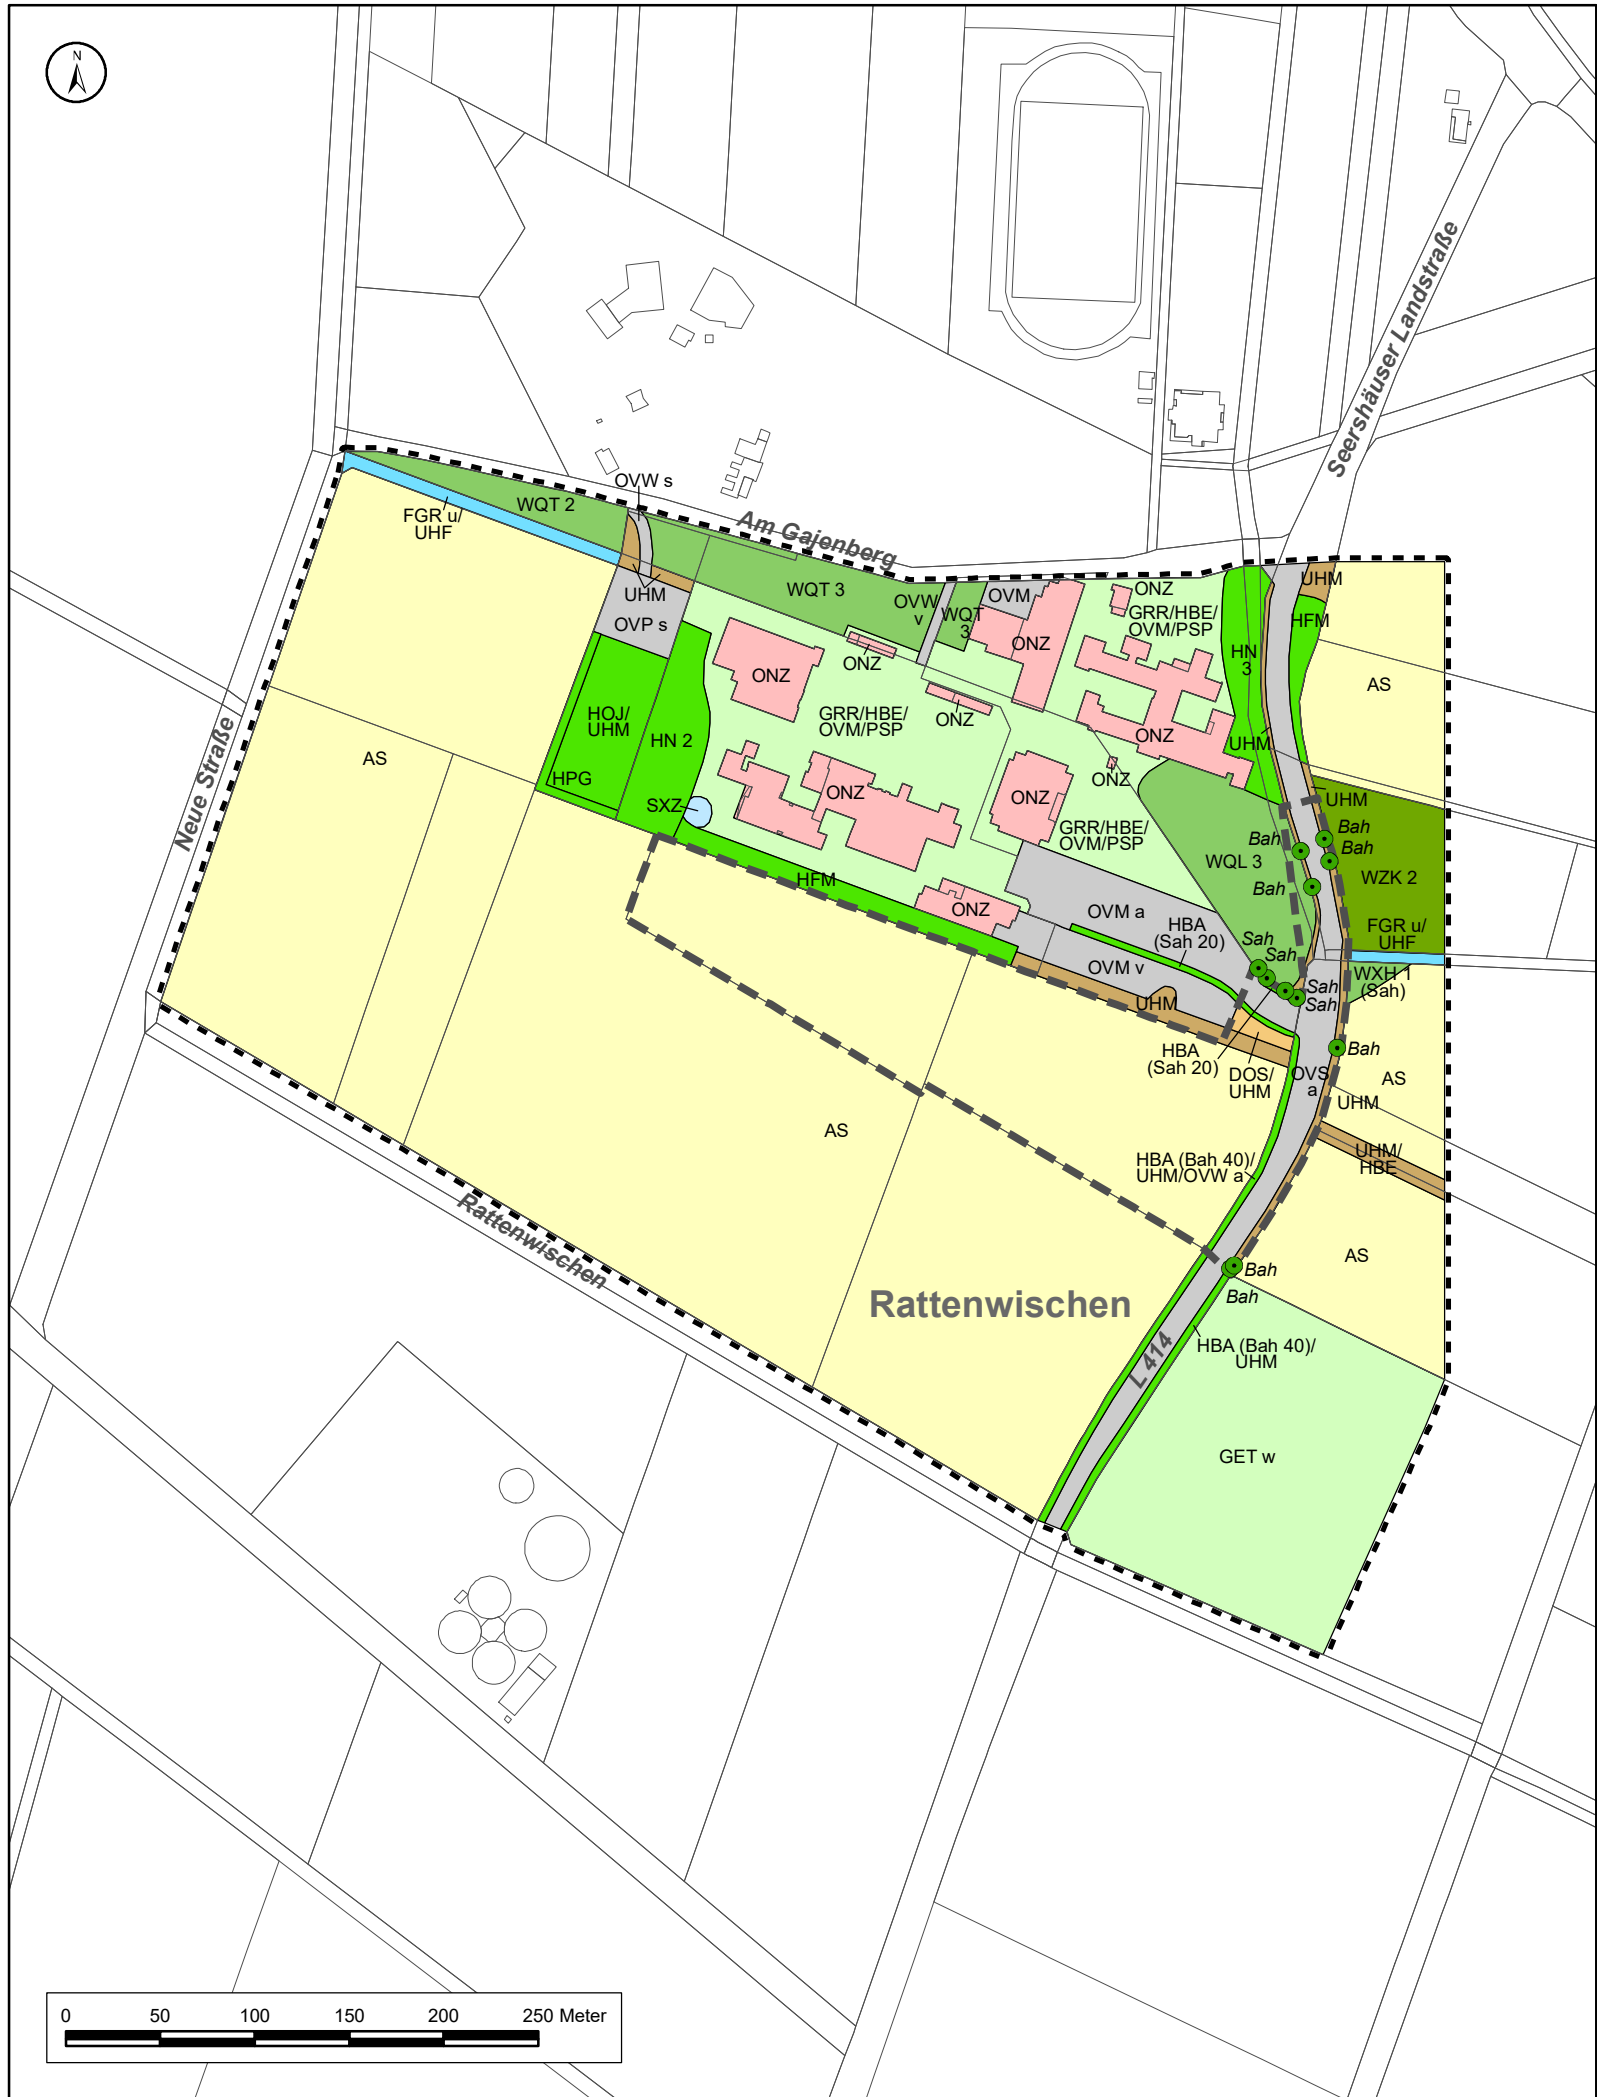 N
Seershäuser Landstraße
OVW s
WQT 2
FGR u/
UHF
Am Gajenberg
WQT 3
UHM
OVP s
OVW
v
WQT
3
OVM
ONZ
GRR/HBE/
OVM/PSP
ONZ
UHM
HFM
HN
3
AS
ONZ
ONZ
GRR/HBE/
OVM/PSP
ONZ
ONZ
UHM
HOJ/
UHM
HN 2
Neue Straße
AS
HPG
SXZ
ONZ
ONZ
ONZ
GRR/HBE/
OVM/PSP
UHM
Bah
Bah
Bah
Bah
WQL 3
WZK 2
HFM
ONZ
OVM a
HBA
(Sah 20)
FGR u/
UHF
Sah
Sah
OVM v
WXH 1
(Sah)
Sah
Sah
UHM
Bah
HBA
(Sah 20)
DOS/
UHM
OVS
a
AS
UHM
AS
UHM/
HBE
HBA (Bah 40)/
UHM/OVW a
Rattenwischen
AS
Bah
Bah
Rattenwischen
L 414
HBA (Bah 40)/
UHM
GET w
0 50 100 150 200 250 Meter